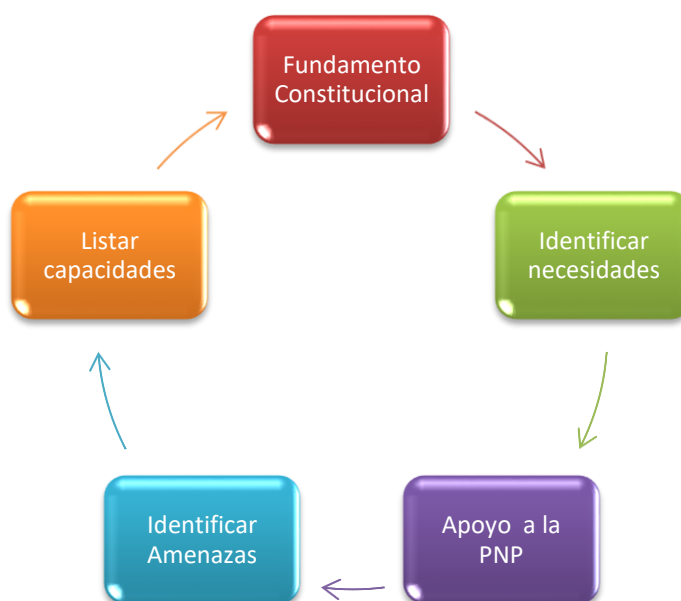 Fundamento
Constitucional
Identificar
necesidades
Apoyo a la
PNP
Identificar
Amenazas
Listar
capacidades